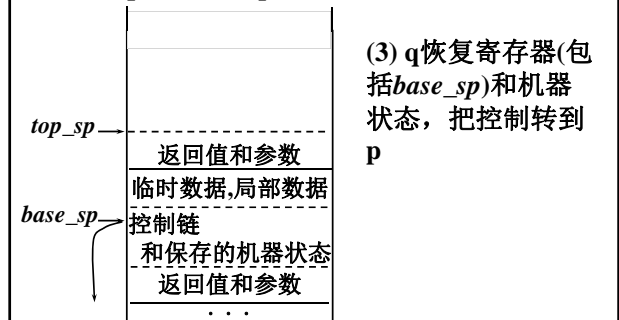 (3) q恢复寄存器(包
括base_sp)和机器
状态，把控制转到
p
top_sp
返回值和参数
临时数据,局部数据
base_sp
控制链
和保存的机器状态
返回值和参数
. . .